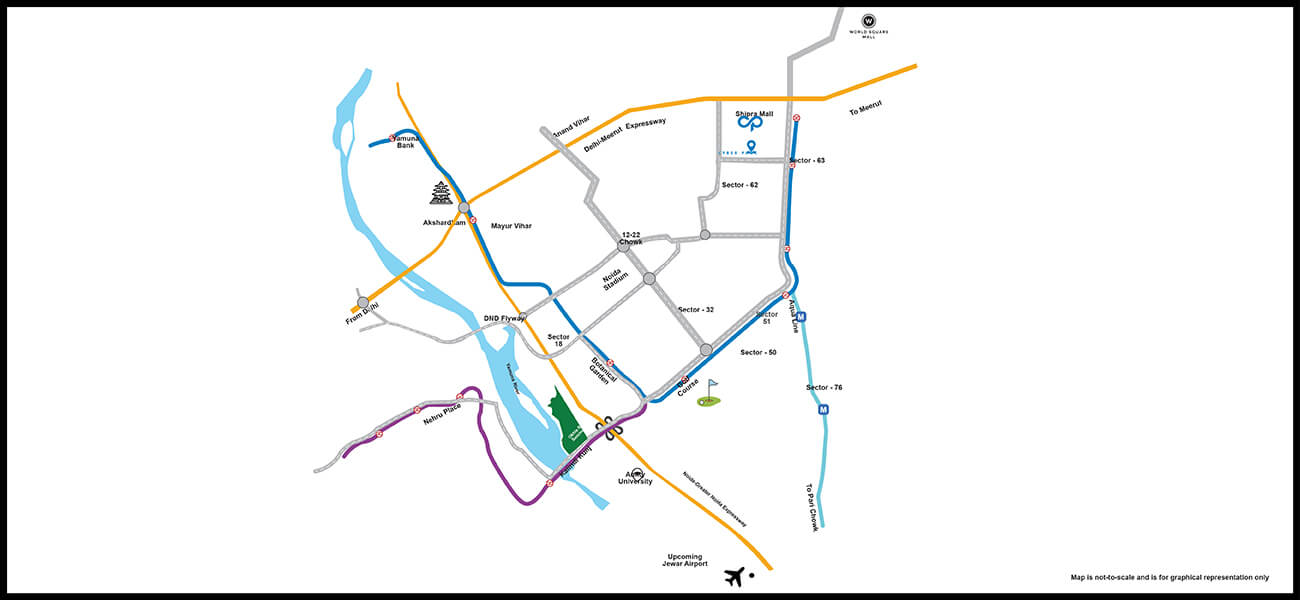 W
WORLD SQUARE
MALL
To Meerut
Shipra Mall
Anand Vihar
Delhi-Meerut Expressway
Yamuna
Bank
Sector - 63
Sector - 62
Akshardham
Mayur Vihar
12-22
Chowk
Noida
Stadium
From Delhi
DND Flyway
Sector - 32
Sector
51
Aqua Line
M
Sector
18
Sector - 50
Botanical
Garden
Yamuna River
Golf
Course
Sector - 76
M
Nehru Place
Kalindi Kunj
Amity
University
Noida-Greater Noida Expressway
To Pari Chowk
Upcoming
Jewar Airport
Map is not-to-scale and is for graphical representation only